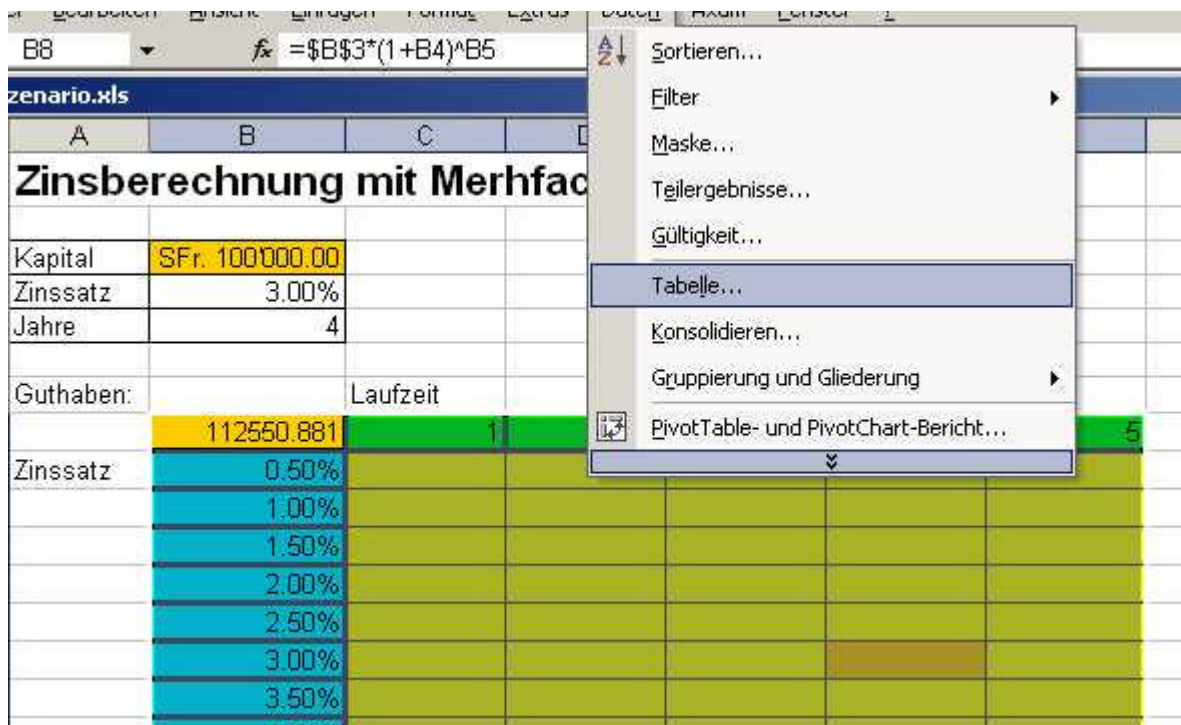 B8 fx =$B$3*(1+B4)^B5
zenario.xls
A B C
Zinsberechnung mit Merhfac
Kapital SFr. 100'000.00
Zinssatz 3.00%
Jahre 4
Guthaben: Laufzeit
112550.881 1 5
Zinssatz 0.50%
1.00%
1.50%
2.00%
2.50%
3.00%
3.50%
Sortieren...
Filter
Maske...
Teilergebnisse...
Gültigkeit...
Tabelle...
Konsolidieren...
Gruppierung und Gliederung
PivotTable- und PivotChart-Bericht...